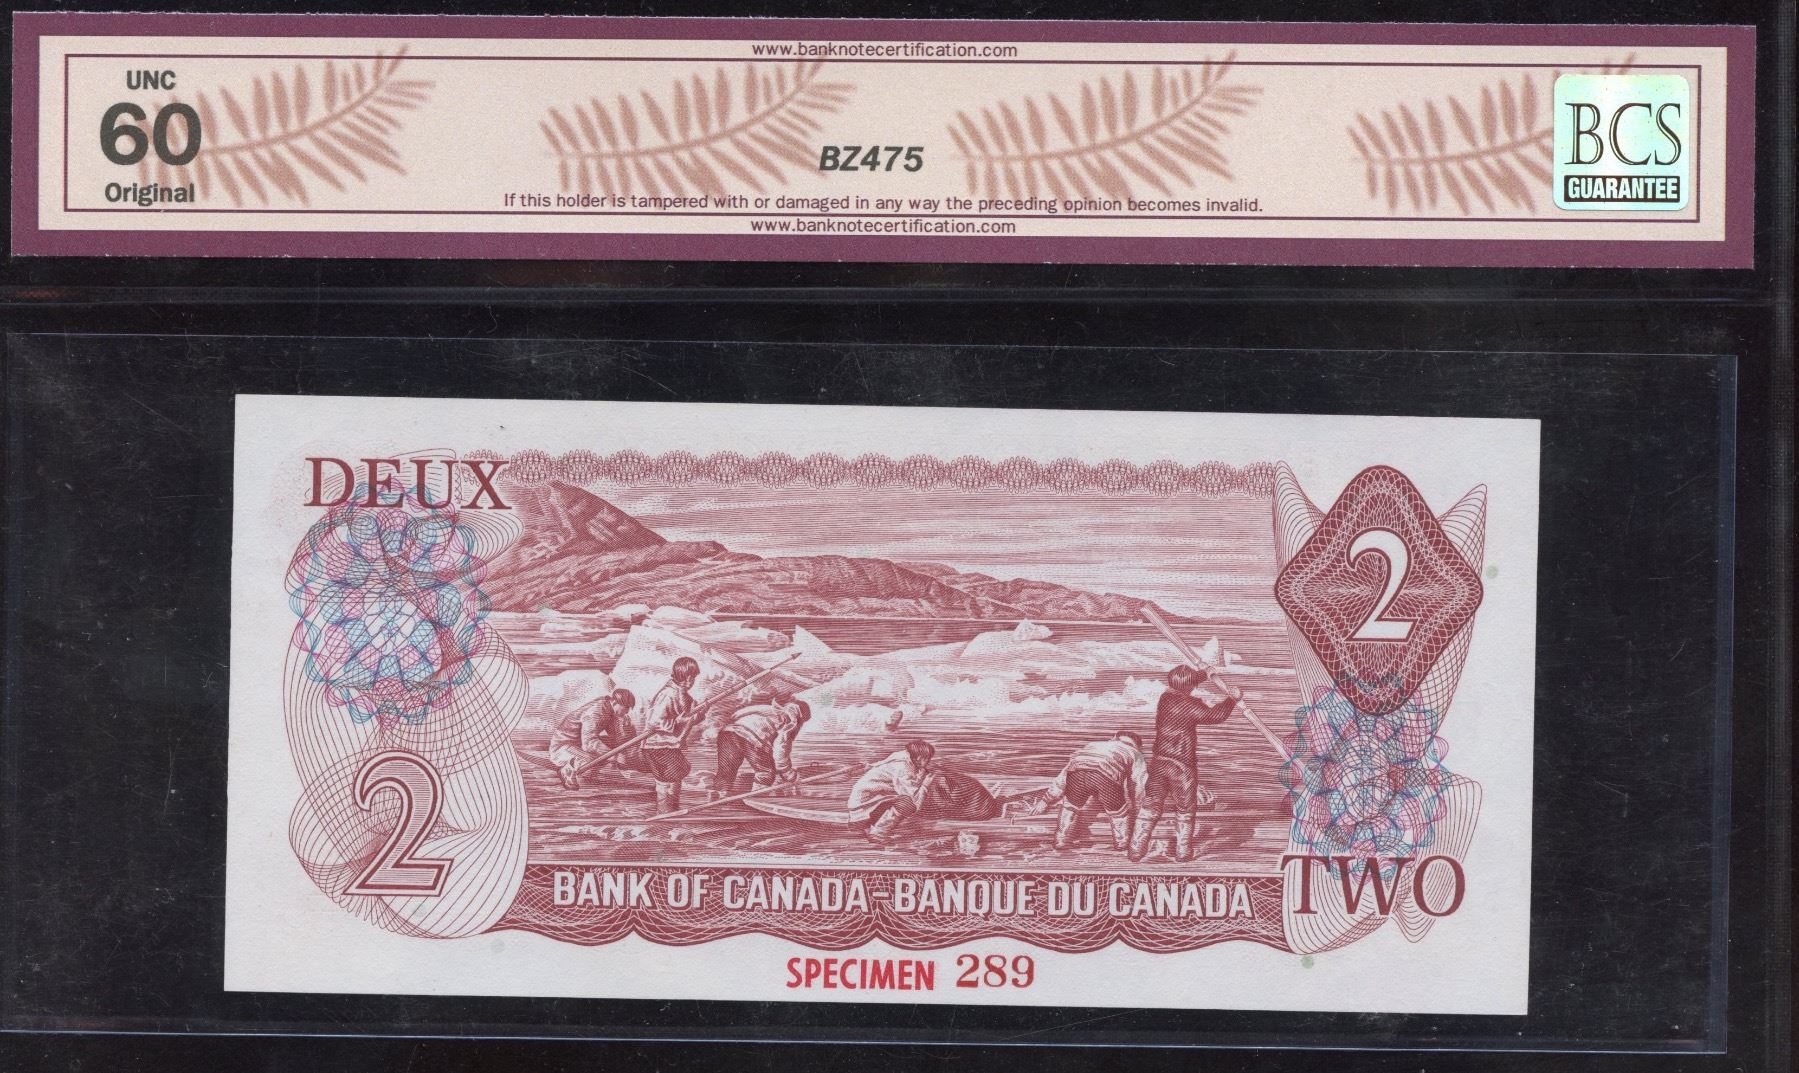 www.banknotecertification.com
UNC
60
Original
BZ475
If this holder is tampered with or damaged in any way the preceding opinion becomes invalid.
www.banknotecertification.com
BCS
GUARANTEE
DEUX
2
2
BANK OF CANADA-BANQUE DU CANADA
TWO
SPECIMEN 289